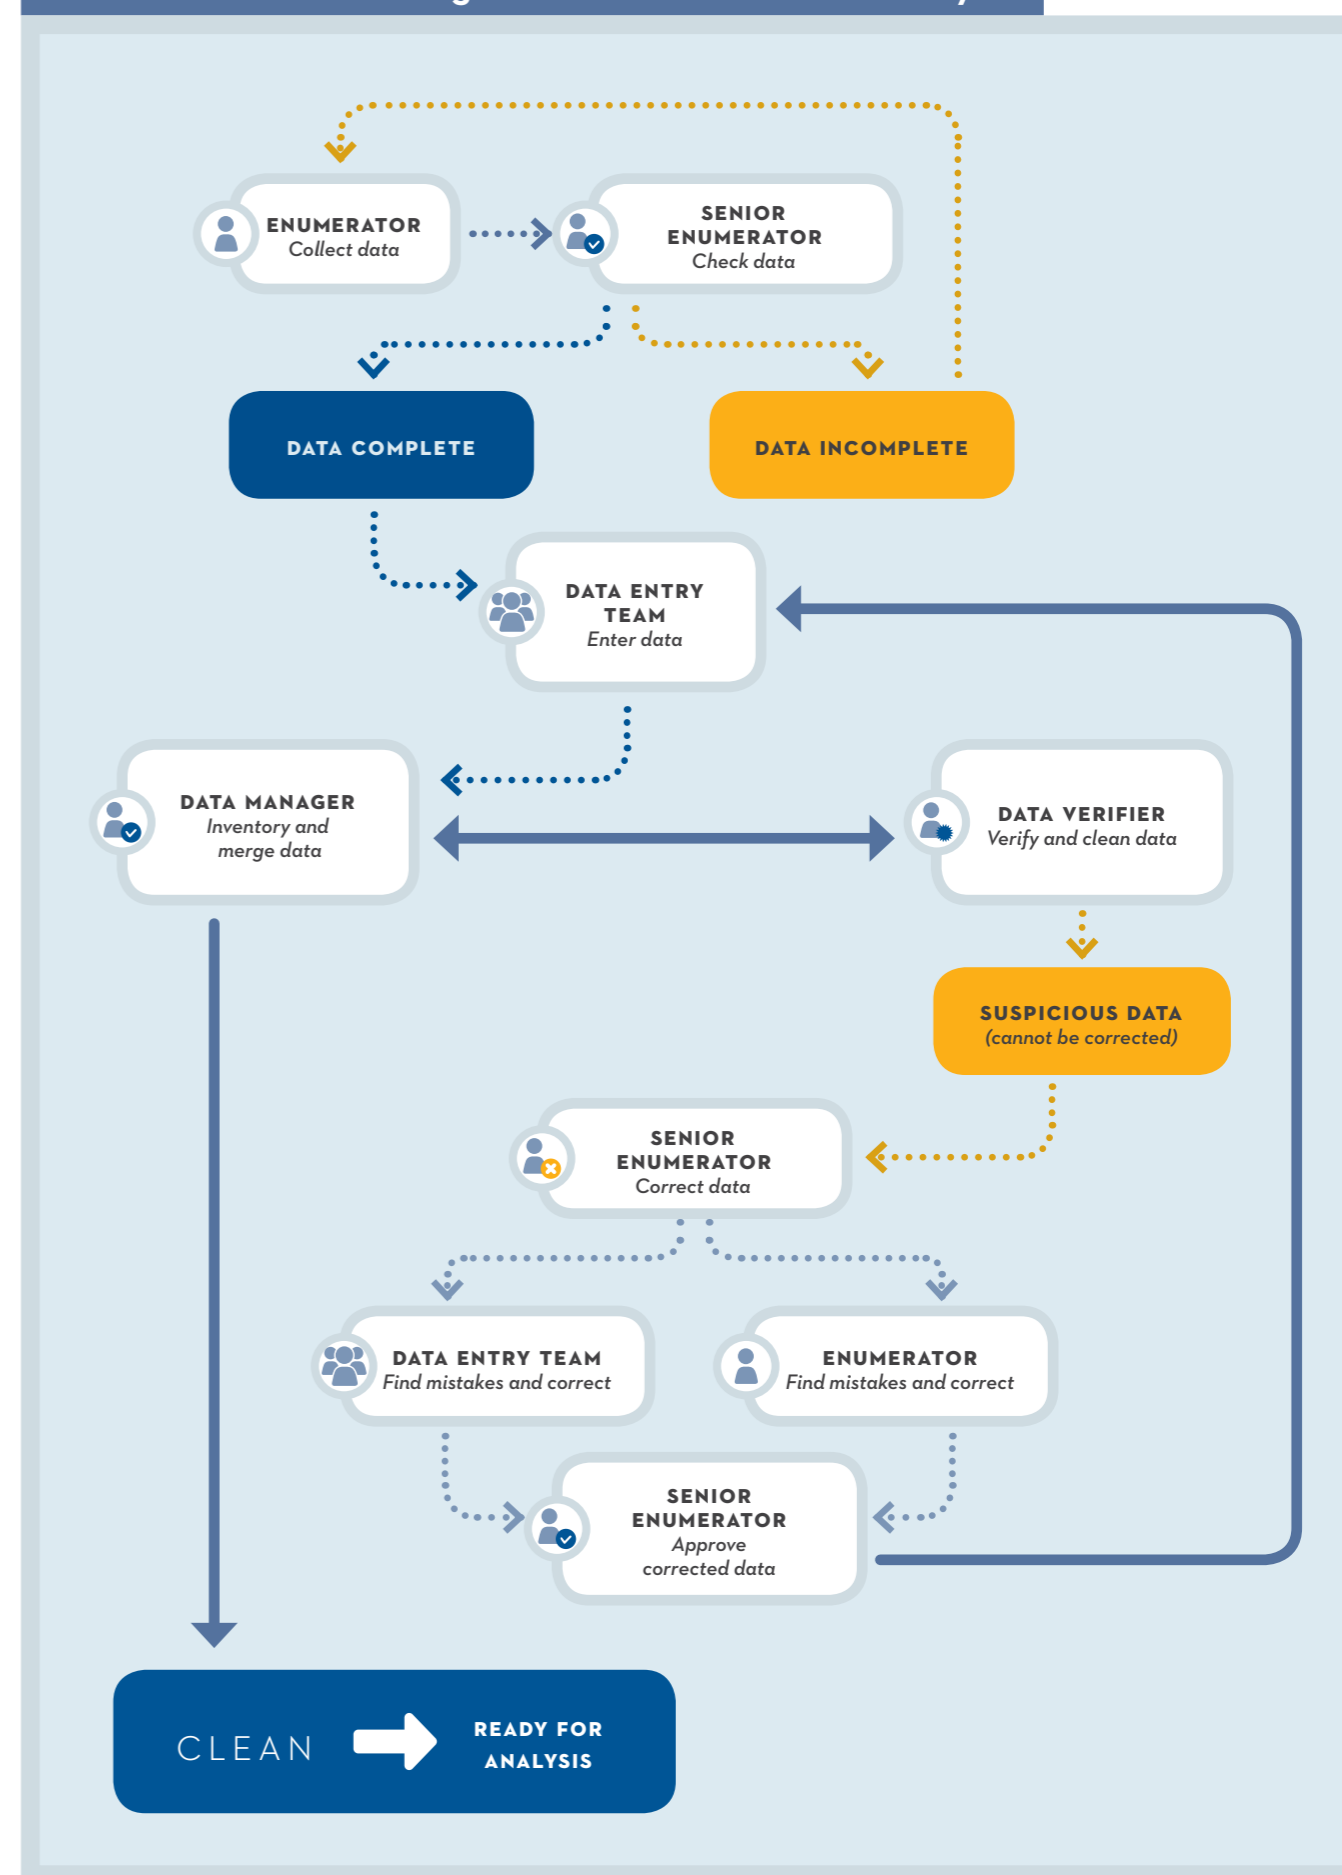 ENUMERATOR
Collect data
SENIOR
ENUMERATOR
Check data
DATA COMPLETE
DATA INCOMPLETE
DATA ENTRY
TEAM
Enter data
DATA MANAGER
Inventory and
merge data
DATA VERIFIER
Verify and clean data
SUSPICIOUS DATA
(cannot be corrected)
SENIOR
ENUMERATOR
Correct data
DATA ENTRY TEAM
Find mistakes and correct
ENUMERATOR
Find mistakes and correct
SENIOR
ENUMERATOR
Approve
corrected data
CLEAN
READY FOR
ANALYSIS